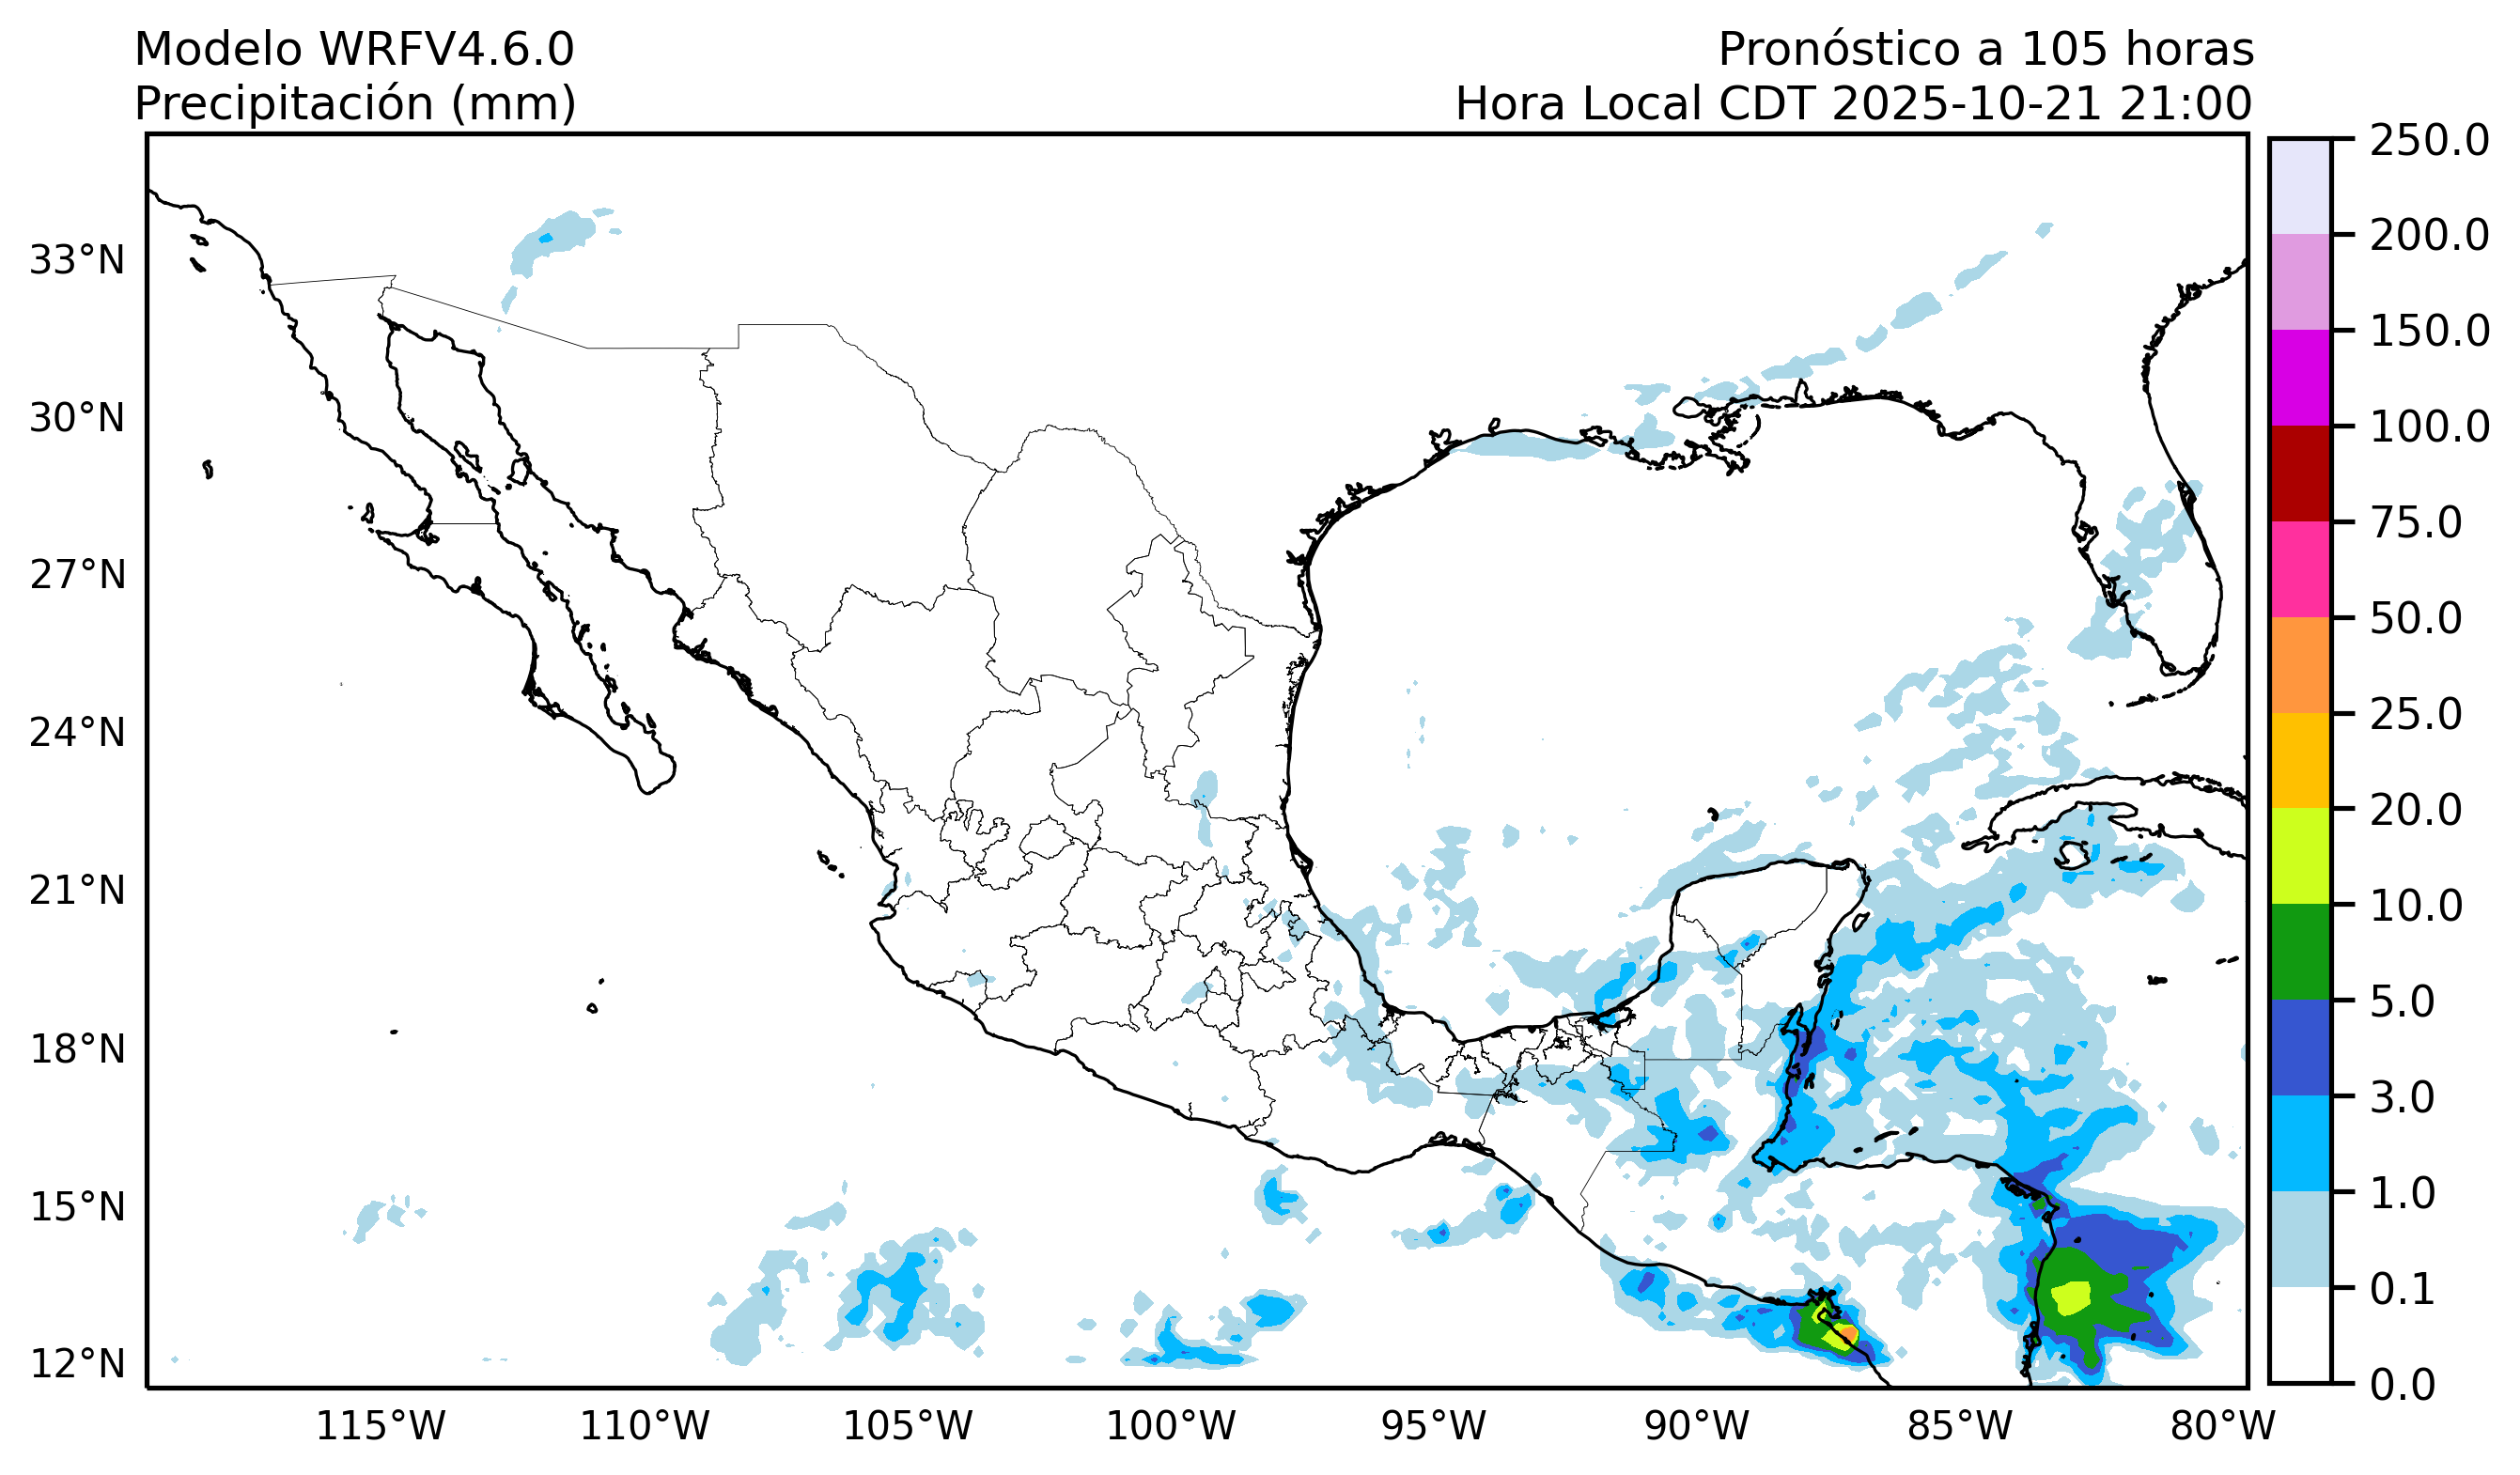 Modelo WRFV4.6.0
Precipitación (mm)
Pronóstico a 105 horas
Hora Local CDT 2025-10-21 21:00
33°N
30°N
27°N
24°N
21°N
18°N
15°N
12°N
115°W
110°W
105°W
100°W
95°W
90°W
85°W
80°W
250.0
200.0
150.0
100.0
75.0
50.0
25.0
20.0
10.0
5.0
3.0
1.0
0.1
0.0